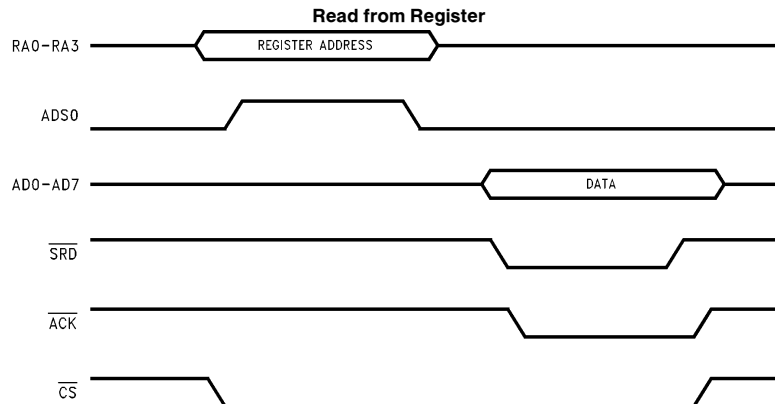 Read from Register
RA0-RA3 REGISTER ADDRESS
ADS0
AD0-AD7 DATA
SRD
ACK
CS